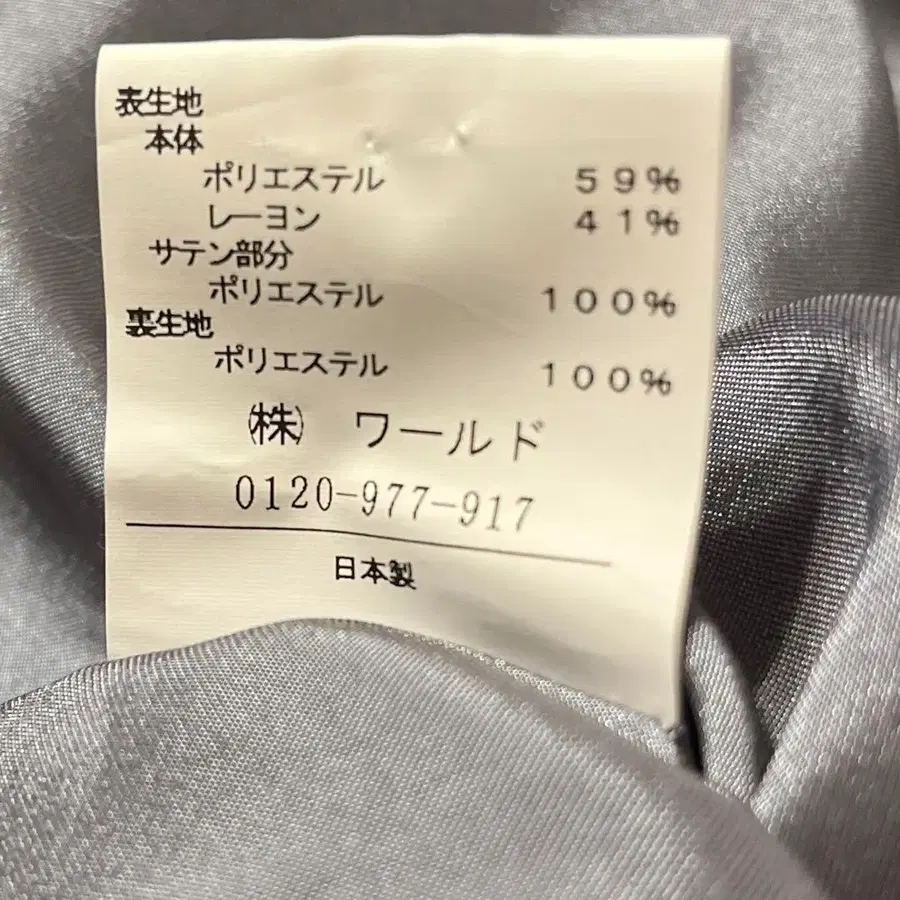 表生地
本体
ポリエステル 59%
レーヨン 41%
サテン部分
ポリエステル 100%
裏生地
ポリエステル 100%
㈱ ワールド
0120-977-917
日本製